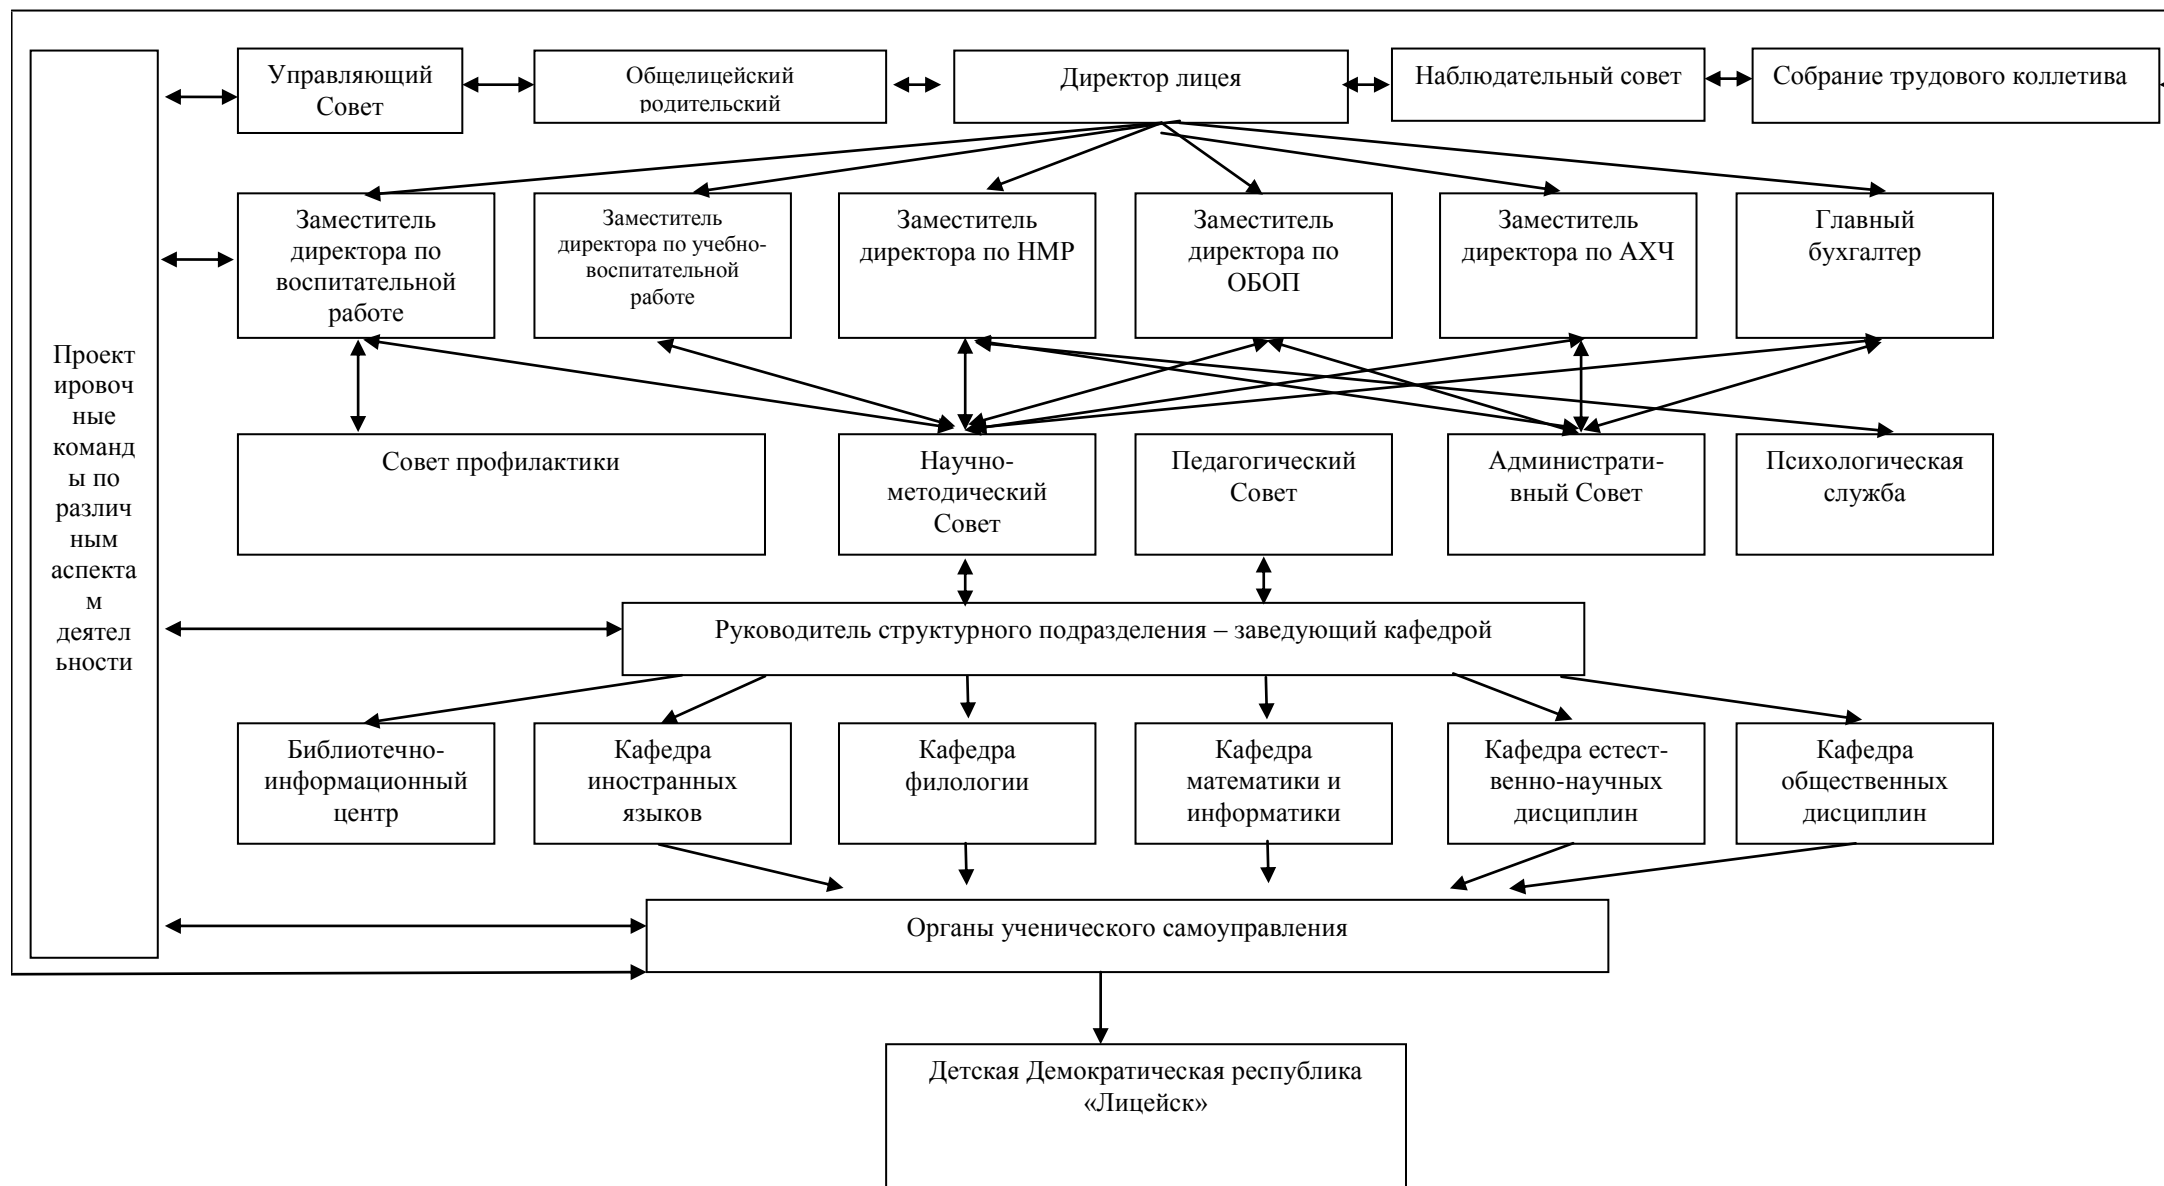 Управляющий
Совет
Общелицейский
родительский
Директор лицея
Наблюдательный совет
Собрание трудового коллетива
Заместитель
директора по
воспитательной
работе
Заместитель
директора по учебно-
воспитательной
работе
Заместитель
директора по НМР
Заместитель
директора по
ОБОП
Заместитель
директора по АХЧ
Главный
бухгалтер
Проект
ировоч
ные
команд
ы по
различ
ным
аспекта
м
деятел
ьности
Совет профилактики
Научно-
методический
Совет
Педагогический
Совет
Администрати-
вный Совет
Психологическая
служба
Руководитель структурного подразделения – заведующий кафедрой
Библиотечно-
информационный
центр
Кафедра
иностранных
языков
Кафедра
филологии
Кафедра
математики и
информатики
Кафедра естест-
венно-научных
дисциплин
Кафедра
общественных
дисциплин
Органы ученического самоуправления
Детская Демократическая республика
«Лицейск»